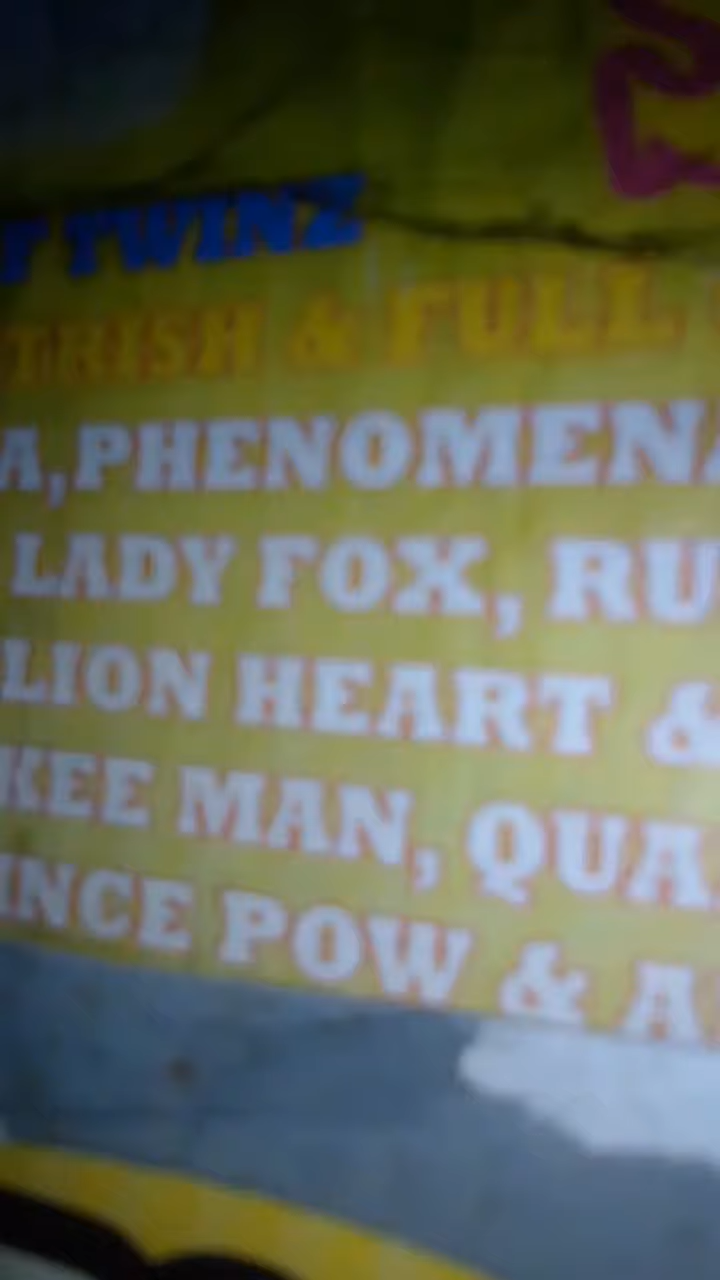 T TWINZ
TRISH & FULL
A, PHENOMENA
LADY FOX, RU
LION HEART &
KEE MAN, QUA
INCE POW & A